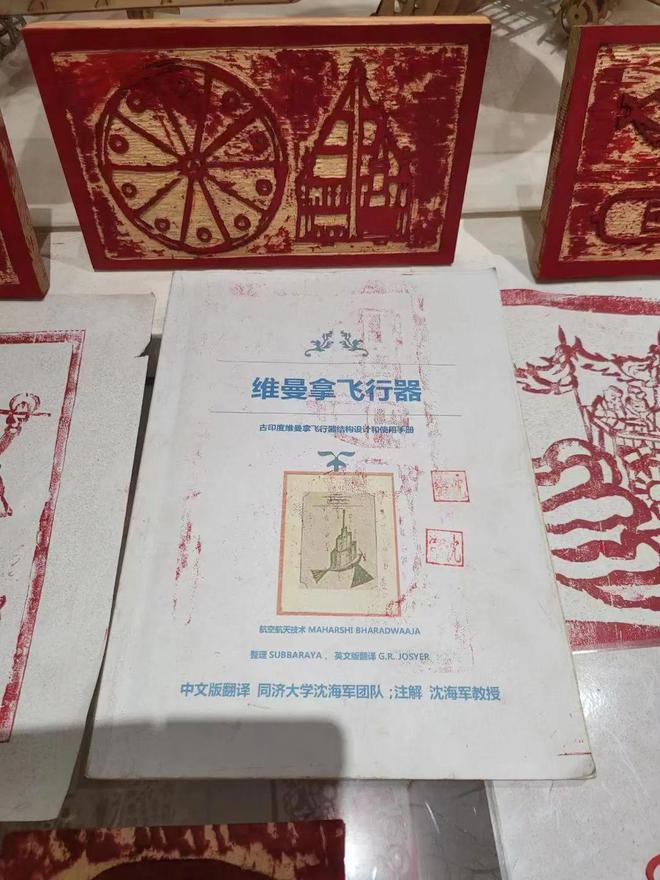 维曼拿飞行器
古印度维曼拿飞行器结构设计和使用手册
航空航天技术 MAHARSHI BHARADWAAJA
整理 SUBBARAYA， 英文版翻译 G.R. JOSYER
中文版翻译 同济大学沈海军团队 ;注解 沈海军教授